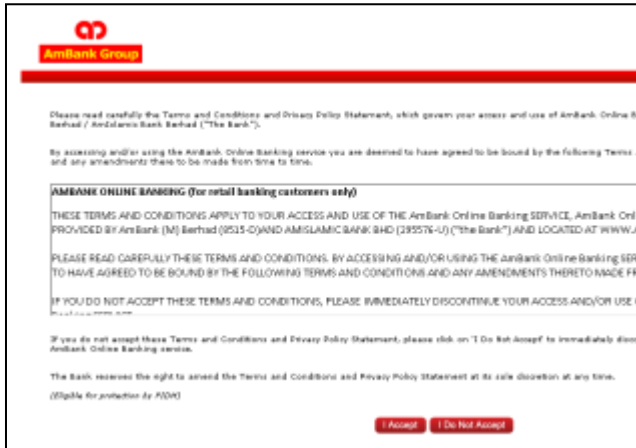 AmBank Group
Please read carefully the Terms and Conditions and Privacy Policy Statement, which govern your access and use of AmBank Online B
Berhad / AmIslamic Bank Berhad ("The Bank").
By accessing and/or using the AmBank Online Banking service you are deemed to have agreed to be bound by the following Terms
and any amendments there to be made from time to time.
AMBANK ONLINE BANKING (for retail banking customers only)
THESE TERMS AND CONDITIONS APPLY TO YOUR ACCESS AND USE OF THE AmBank Online Banking SERVICE, AmBank Onl
PROVIDED BY AmBank (M) Berhad (8515-D)AND AMISLAMIC BANK BHD (295576-U) ("the Bank") AND LOCATED AT WWW.A
PLEASE READ CAREFULLY THESE TERMS AND CONDITIONS. BY ACCESSING AND/OR USING THE AmBank Online Banking SER
TO HAVE AGREED TO BE BOUND BY THE FOLLOWING TERMS AND CONDITIONS AND ANY AMENDMENTS THERETO MADE FR
IF YOU DO NOT ACCEPT THESE TERMS AND CONDITIONS, PLEASE IMMEDIATELY DISCONTINUE YOUR ACCESS AND/OR USE
If you do not accept these Terms and Conditions and Privacy Policy Statement, please click on 'I Do Not Accept' to immediately disco
AmBank Online Banking service.
The Bank reserves the right to amend the Terms and Conditions and Privacy Policy Statement at its sole discretion at any time.
(Eligible for protection by PIDM)
I Accept I Do Not Accept